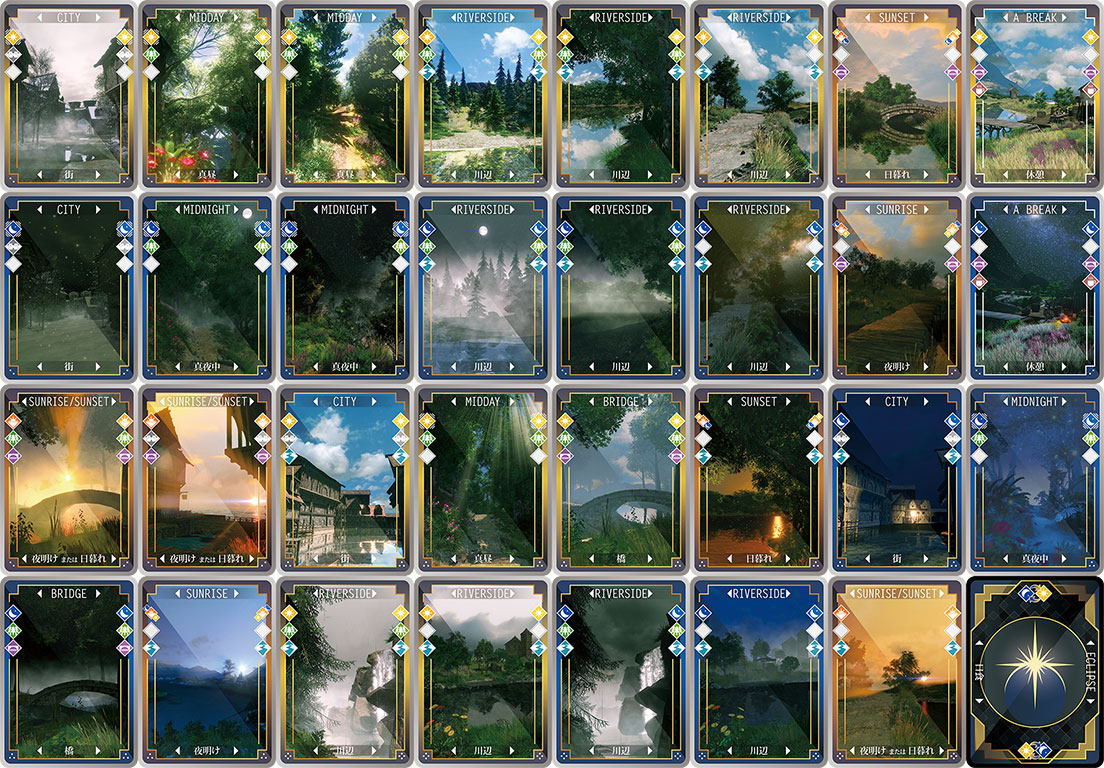 CITY
街
MIDDAY
真昼
MIDDAY
真昼
RIVERSIDE
川辺
RIVERSIDE
川辺
RIVERSIDE
川辺
SUNSET
日暮れ
A BREAK
休憩
CITY
街
MIDNIGHT
真夜中
MIDNIGHT
真夜中
RIVERSIDE
川辺
RIVERSIDE
川辺
RIVERSIDE
川辺
SUNRISE
夜明け
A BREAK
休憩
SUNRISE/SUNSET
夜明け または 日暮れ
SUNRISE/SUNSET
夜明け または 日暮れ
CITY
街
MIDDAY
真昼
BRIDGE
橋
SUNSET
日暮れ
CITY
街
MIDNIGHT
真夜中
BRIDGE
橋
SUNRISE
夜明け
RIVERSIDE
川辺
RIVERSIDE
川辺
RIVERSIDE
川辺
RIVERSIDE
川辺
SUNRISE/SUNSET
夜明け または 日暮れ
ECLIPSE
日蝕